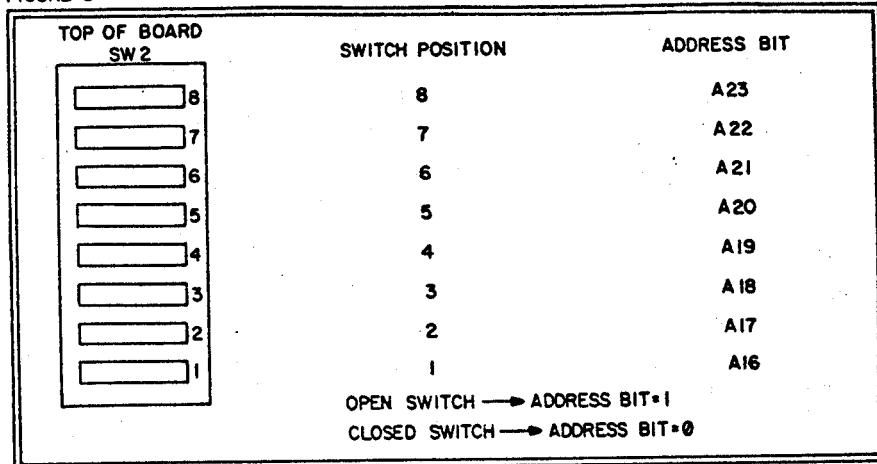 TOP OF BOARD SWITCH POSITION ADDRESS BIT
SW2
8 8 A23
7 7 A22
6 6 A21
5 5 A20
4 4 A19
3 3 A18
2 2 A17
1 1 A16
OPEN SWITCH → ADDRESS BIT=1
CLOSED SWITCH → ADDRESS BIT=0